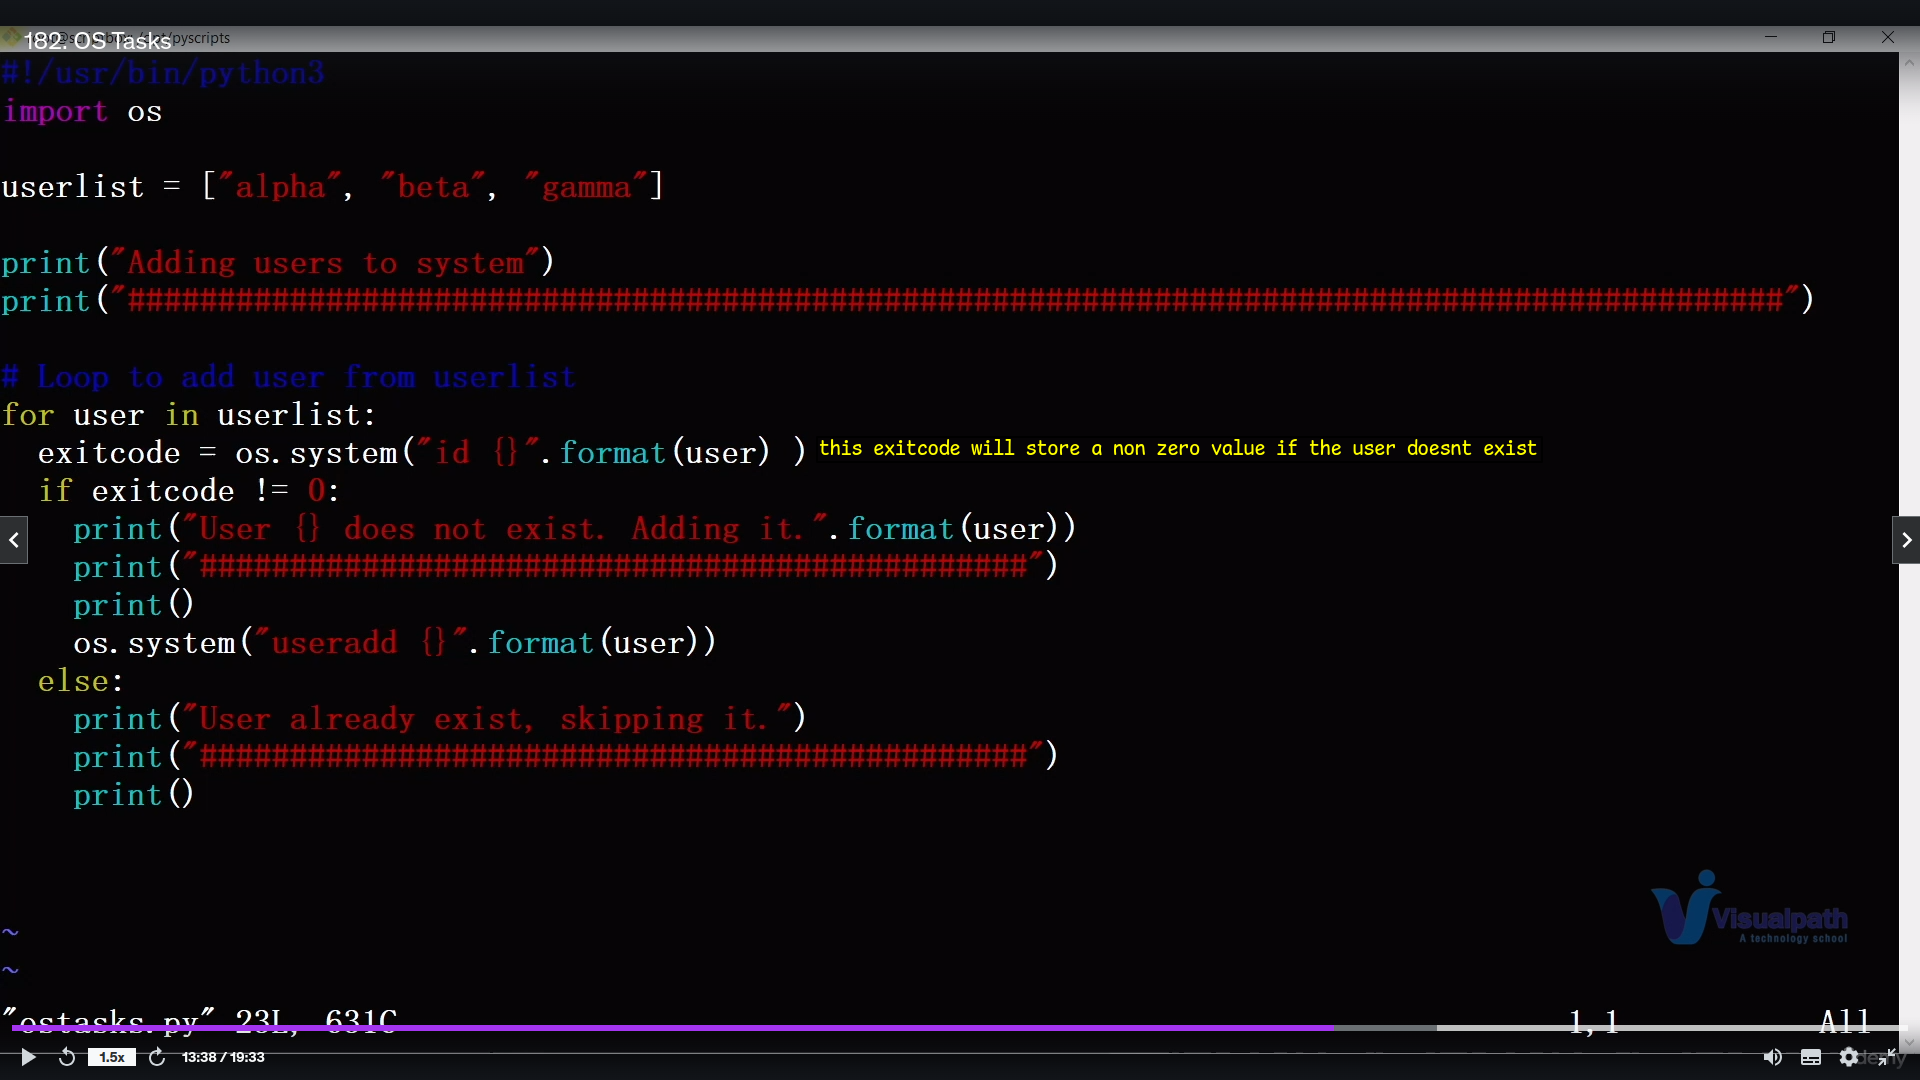 182. OS Tasks
/pyscripts
#!/usr/bin/python3
import os
userlist = ["alpha", "beta", "gamma"]
print("Adding users to system")
print("############################################################################################")
# Loop to add user from userlist
for user in userlist:
exitcode = os.system("id {}".format(user) ) this exitcode will store a non zero value if the user doesnt exist
if exitcode != 0:
print("User {} does not exist. Adding it.".format(user))
print("##############################################")
print()
os.system("useradd {}".format(user))
else:
print("User already exist, skipping it.")
print("##############################################")
print()
Visualpath
A technology school
~
~
"ostasks.py" 23L, 631C 1,1 All
1.5x 13:38 / 19:33